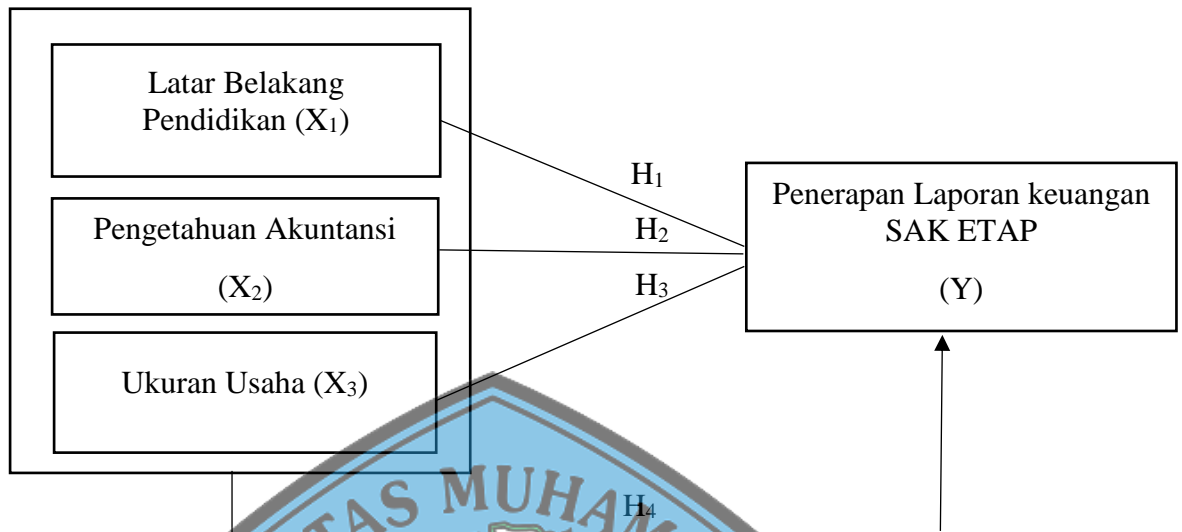 Latar Belakang
Pendidikan (X₁)
Pengetahuan Akuntansi
(X₂)
Ukuran Usaha (X₃)
H₁
H₂
H₃
Penerapan Laporan keuangan
SAK ETAP
(Y)
H₄
TAS MUHAM